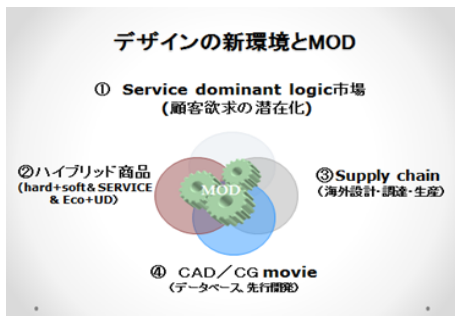 デザインの新環境とMOD
① Service dominant logic市場
(顧客欲求の潜在化)
②ハイブリッド商品
(hard+soft&SERVICE
& Eco+UD)
MOD
③Supply chain
(海外設計・調達・生産)
④ CAD／CG movie
(データベース、先行開発)